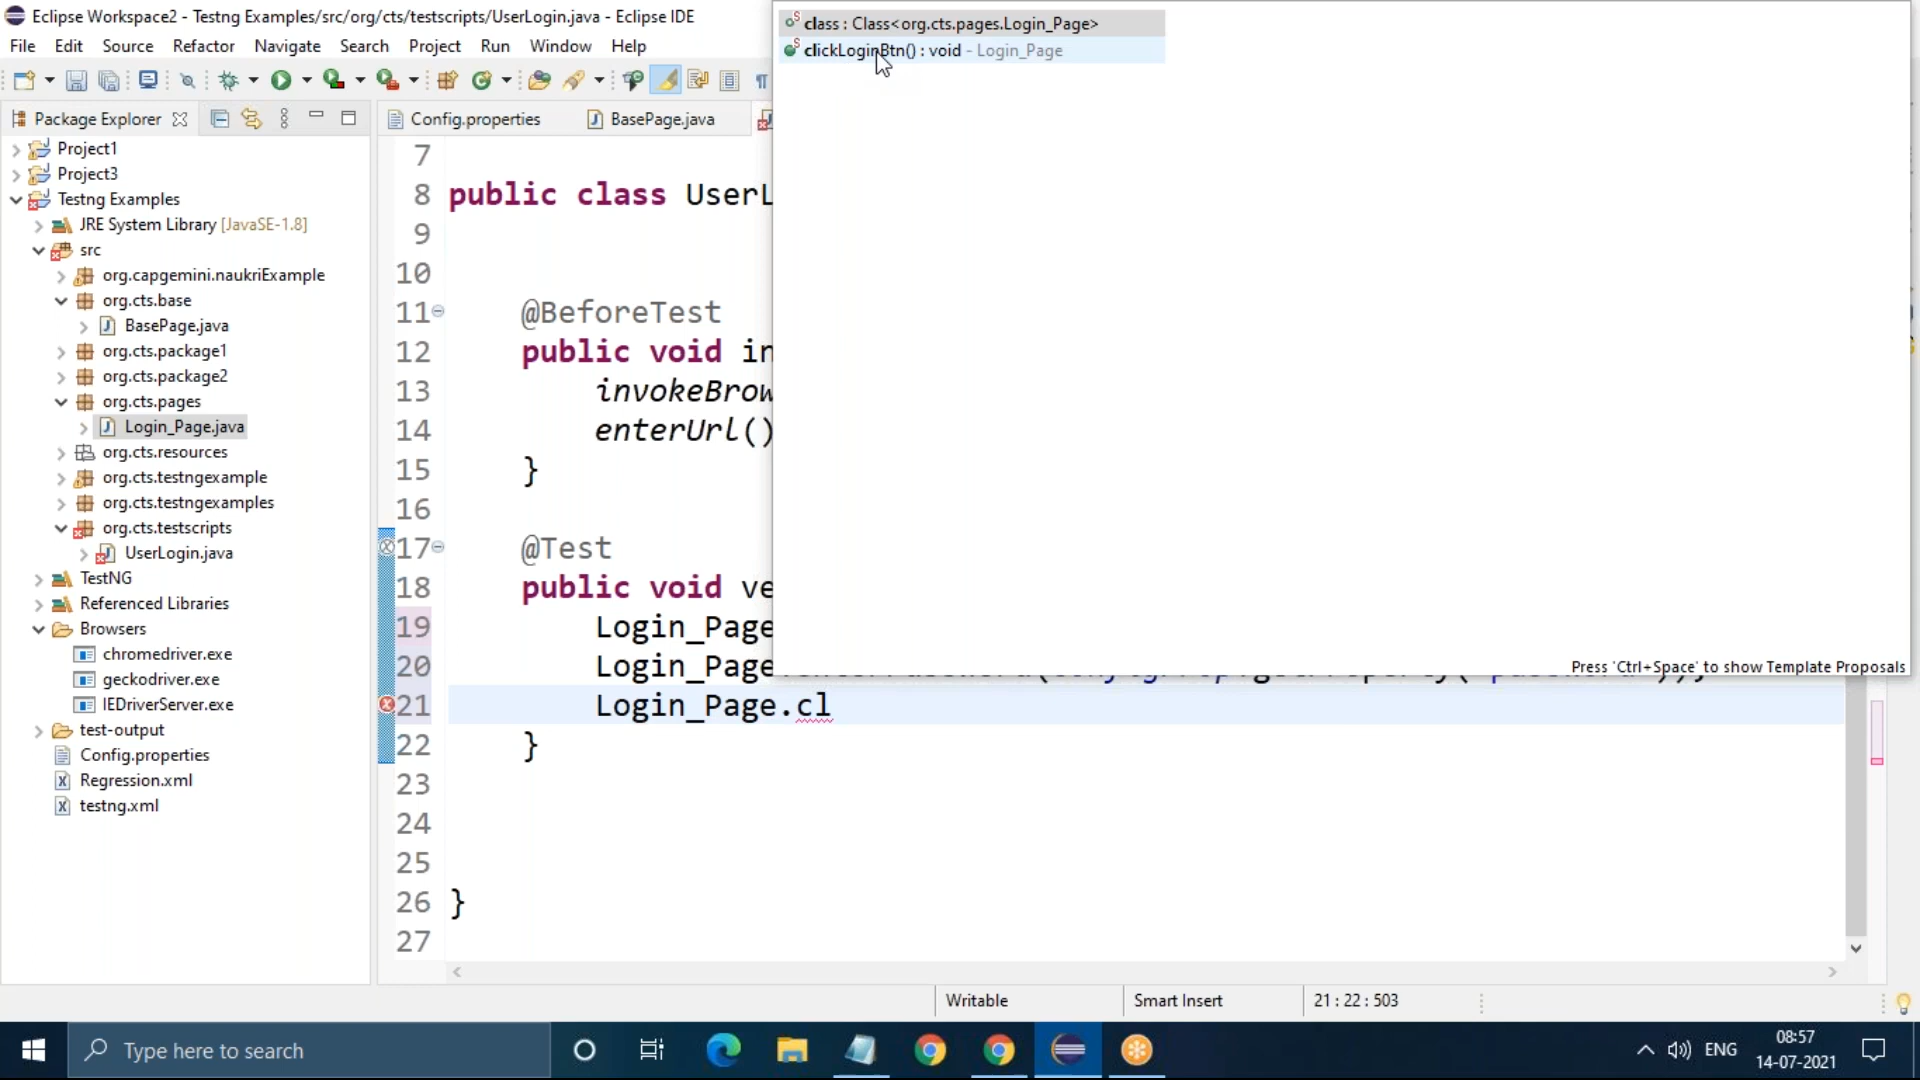 Eclipse Workspace2 - Testng Examples/src/org/cts/testscripts/UserLogin.java - Eclipse IDE
File Edit Source Refactor Navigate Search Project Run Window Help
class : Class<org.cts.pages.Login_Page>
clickLoginBtn() : void - Login_Page
Press 'Ctrl+Space' to show Template Proposals
Package Explorer
Project1
Project3
Testng Examples
JRE System Library [JavaSE-1.8]
src
org.capgemini.naukriExample
org.cts.base
BasePage.java
org.cts.package1
org.cts.package2
org.cts.pages
Login_Page.java
org.cts.resources
org.cts.testngexample
org.cts.testngexamples
org.cts.testscripts
UserLogin.java
TestNG
Referenced Libraries
Browsers
chromedriver.exe
geckodriver.exe
IEDriverServer.exe
test-output
Config.properties
Regression.xml
testng.xml
Config.properties BasePage.java
7
8 public class UserL
9
10
11 @BeforeTest
12 public void in
13 invokeBrow
14 enterUrl()
15 }
16
17 @Test
18 public void ve
19 Login_Page
20 Login_Page
21 Login_Page.cl
22 }
23
24
25
26 }
27
Writable Smart Insert 21 : 22 : 503
Type here to search
ENG
08:57
14-07-2021